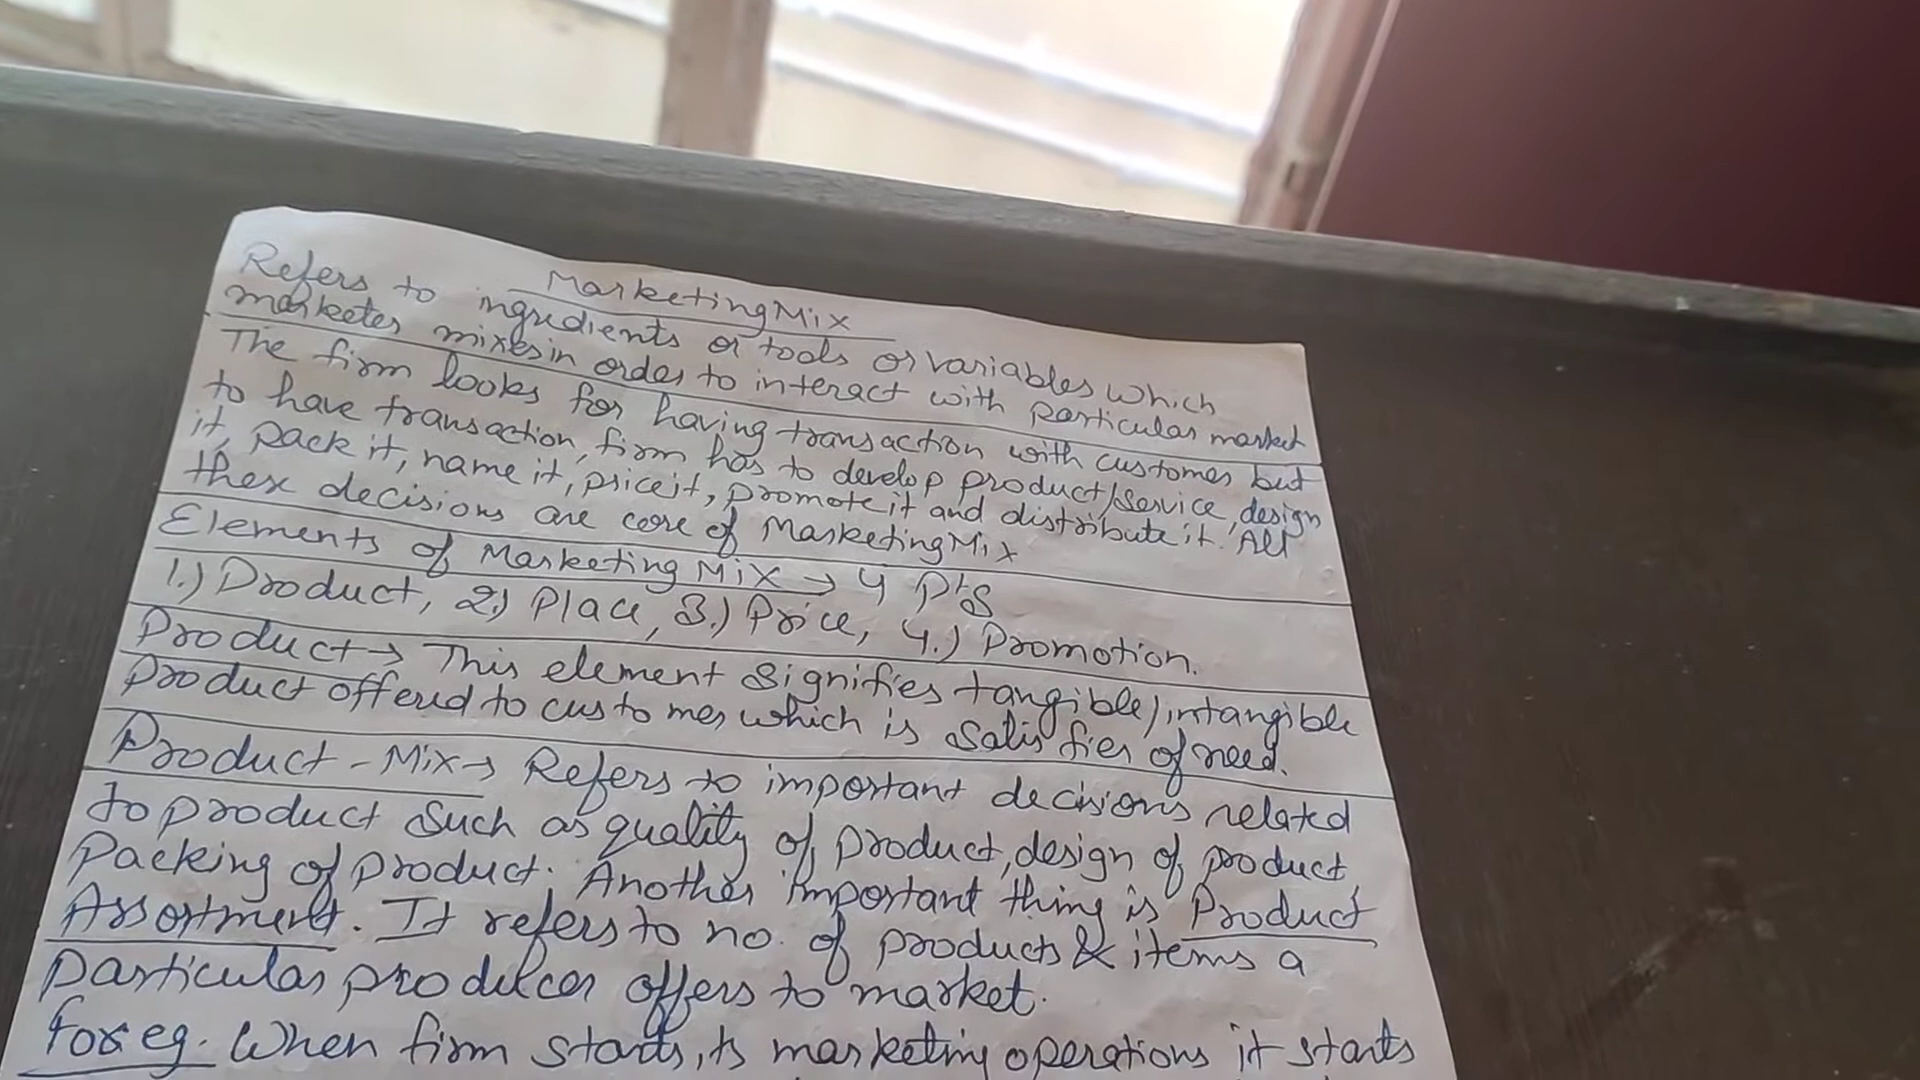 Marketing Mix
Refers to ingredients or tools or variables which
marketer mixes in order to interact with particular market
The firm looks for having transaction with customer but
to have transaction, firm has to develop product/service, design
it, pack it, name it, price it, promote it and distribute it. All
these decisions are core of Marketing Mix
Elements of Marketing Mix → 4 P's
1.) Product, 2.) Place, 3.) Price, 4.) Promotion.
Product → This element signifies tangible/intangible
product offered to customer which is satisfier of need.
Product - Mix → Refers to important decisions related
to product such as quality of product, design of product,
Packing of product. Another important thing is Product
Assortment. It refers to no. of products & items a
particular producer offers to market.
For eg. When firm starts its marketing operations it starts